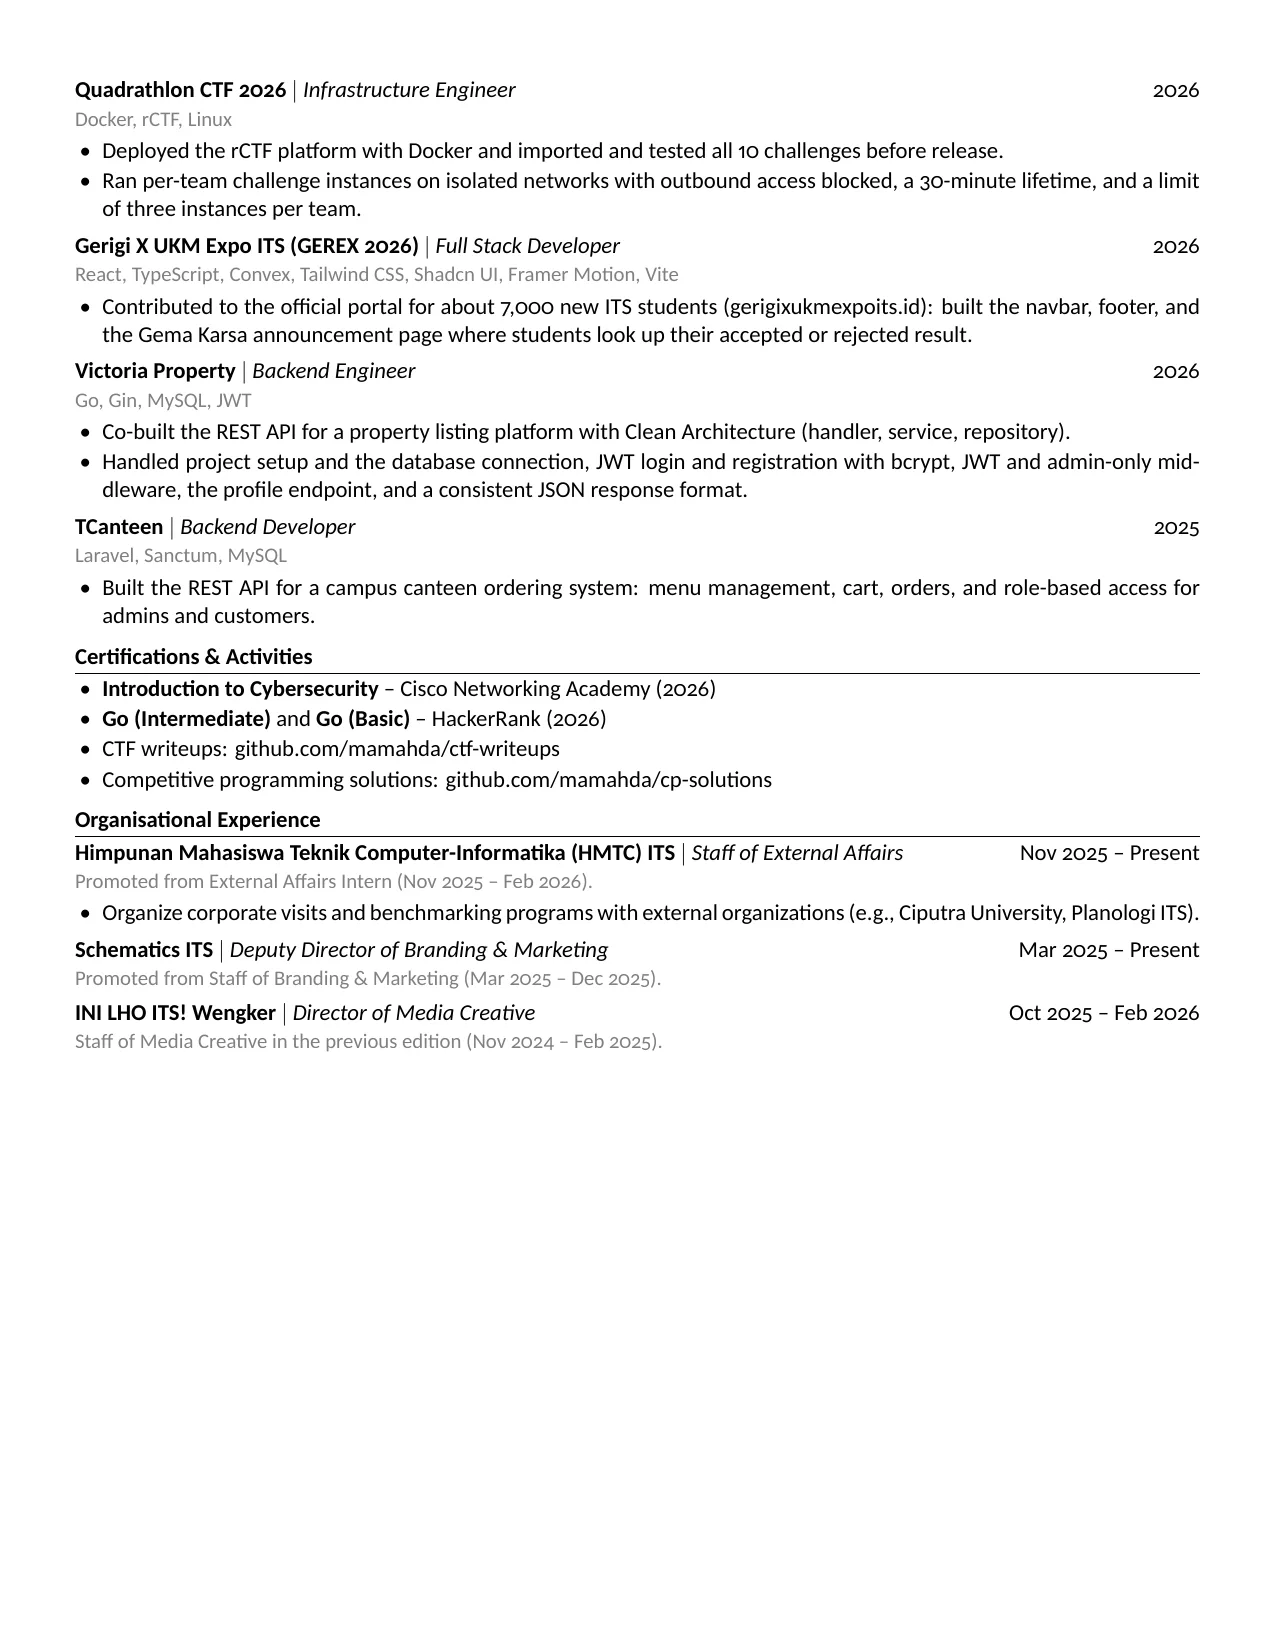 Quadrathlon CTF 2026 | Infrastructure Engineer 2026
Docker, rCTF, Linux
• Deployed the rCTF platform with Docker and imported and tested all 10 challenges before release.
• Ran per-team challenge instances on isolated networks with outbound access blocked, a 30-minute lifetime, and a limit
of three instances per team.
Gerigi X UKM Expo ITS (GEREX 2026) | Full Stack Developer 2026
React, TypeScript, Convex, Tailwind CSS, Shadcn UI, Framer Motion, Vite
• Contributed to the official portal for about 7,000 new ITS students (gerigixukmexpoits.id): built the navbar, footer, and
the Gema Karsa announcement page where students look up their accepted or rejected result.
Victoria Property | Backend Engineer 2026
Go, Gin, MySQL, JWT
• Co-built the REST API for a property listing platform with Clean Architecture (handler, service, repository).
• Handled project setup and the database connection, JWT login and registration with bcrypt, JWT and admin-only mid-
dleware, the profile endpoint, and a consistent JSON response format.
TCanteen | Backend Developer 2025
Laravel, Sanctum, MySQL
• Built the REST API for a campus canteen ordering system: menu management, cart, orders, and role-based access for
admins and customers.
Certifications & Activities
• Introduction to Cybersecurity – Cisco Networking Academy (2026)
• Go (Intermediate) and Go (Basic) – HackerRank (2026)
• CTF writeups: github.com/mamahda/ctf-writeups
• Competitive programming solutions: github.com/mamahda/cp-solutions
Organisational Experience
Himpunan Mahasiswa Teknik Computer-Informatika (HMTC) ITS | Staff of External Affairs Nov 2025 – Present
Promoted from External Affairs Intern (Nov 2025 – Feb 2026).
• Organize corporate visits and benchmarking programs with external organizations (e.g., Ciputra University, Planologi ITS).
Schematics ITS | Deputy Director of Branding & Marketing Mar 2025 – Present
Promoted from Staff of Branding & Marketing (Mar 2025 – Dec 2025).
INI LHO ITS! Wengker | Director of Media Creative Oct 2025 – Feb 2026
Staff of Media Creative in the previous edition (Nov 2024 – Feb 2025).